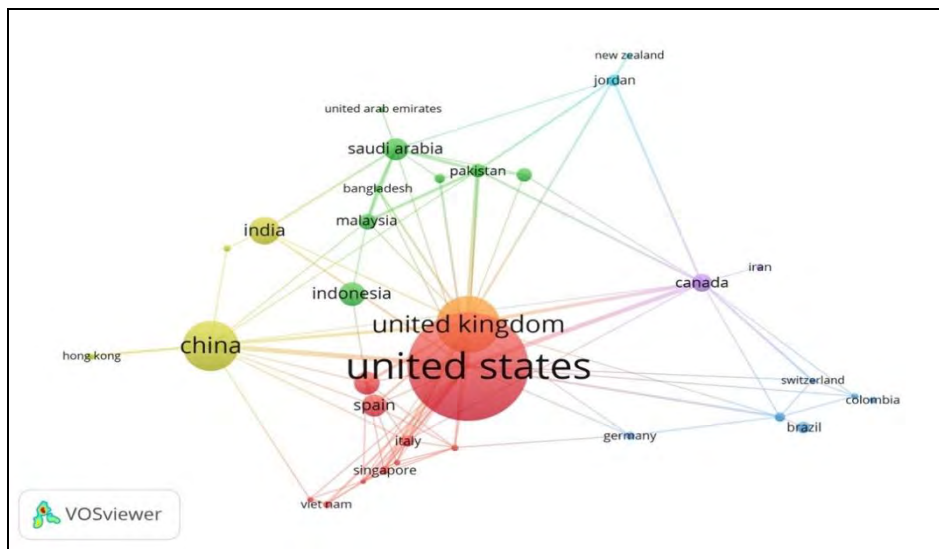 new zealand
jordan
united arab emirates
saudi arabia
pakistan
bangladesh
malaysia
india
iran
canada
indonesia
united kingdom
china
hong kong
united states
switzerland
colombia
spain
brazil
germany
italy
singapore
viet nam
VOSviewer